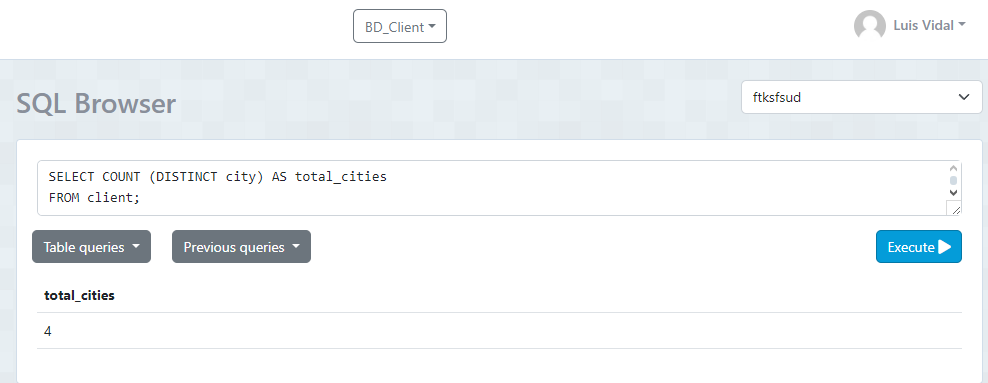 BD_Client
Luis Vidal
SQL Browser
ftksfsud
SELECT COUNT (DISTINCT city) AS total_cities
FROM client;
Table queries
Previous queries
Execute
total_cities
4